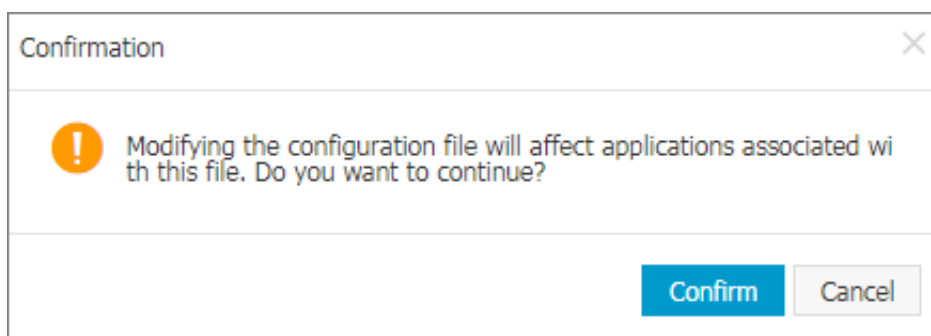 Confirmation
Modifying the configuration file will affect applications associated wi
th this file. Do you want to continue?
Confirm Cancel